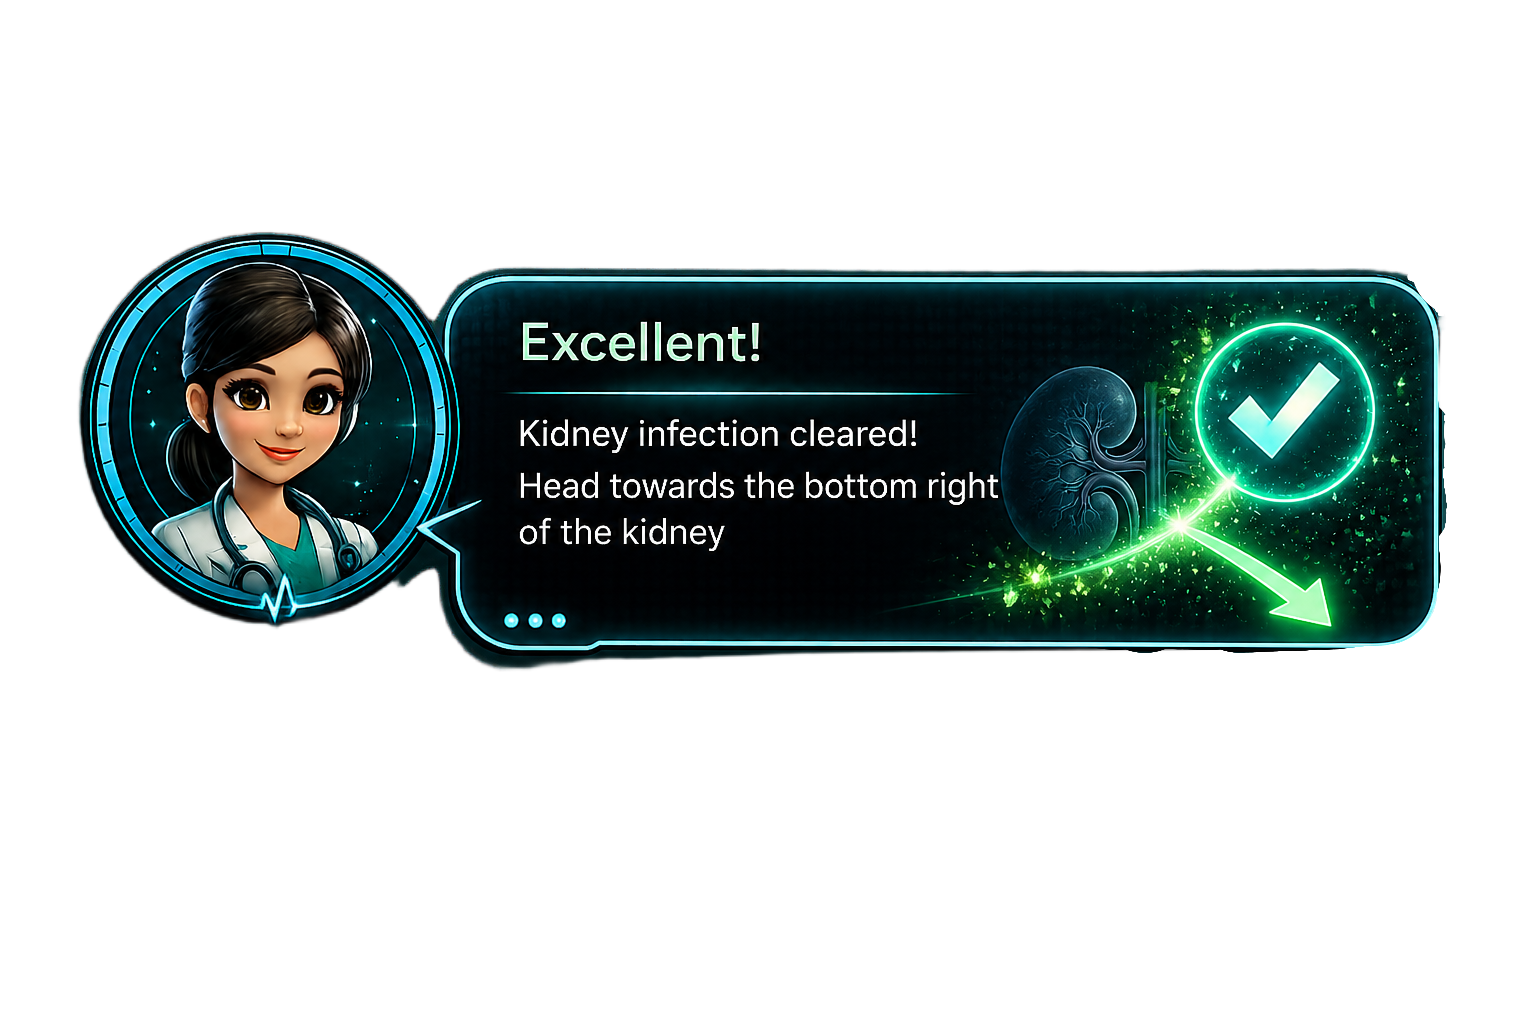 Excellent!
Kidney infection cleared!
Head towards the bottom right
of the kidney